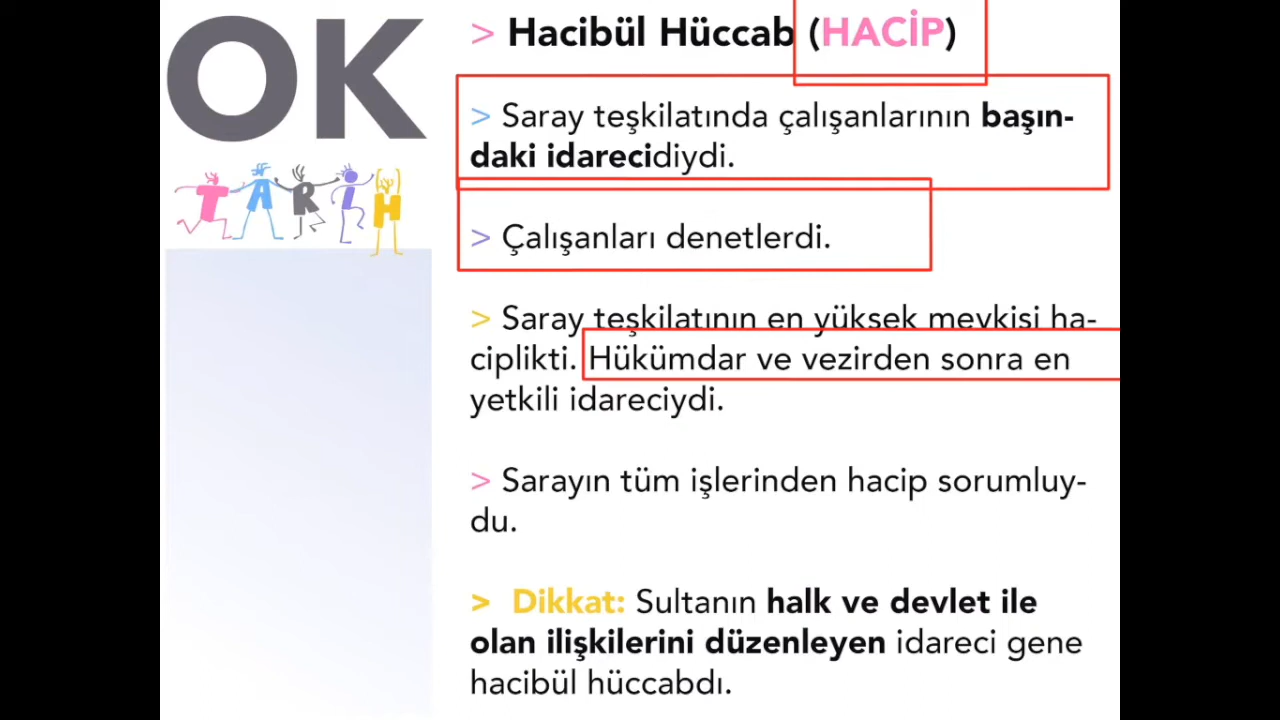 OK
TARİH
> Hacibül Hüccab (HACİP)
> Saray teşkilatında çalışanlarının başın-
daki idarecidiydi.
> Çalışanları denetlerdi.
> Saray teşkilatının en yüksek mevkisi ha-
ciplikti. Hükümdar ve vezirden sonra en
yetkili idareciydi.
> Sarayın tüm işlerinden hacip sorumluy-
du.
> Dikkat: Sultanın halk ve devlet ile
olan ilişkilerini düzenleyen idareci gene
hacibül hüccabdı.